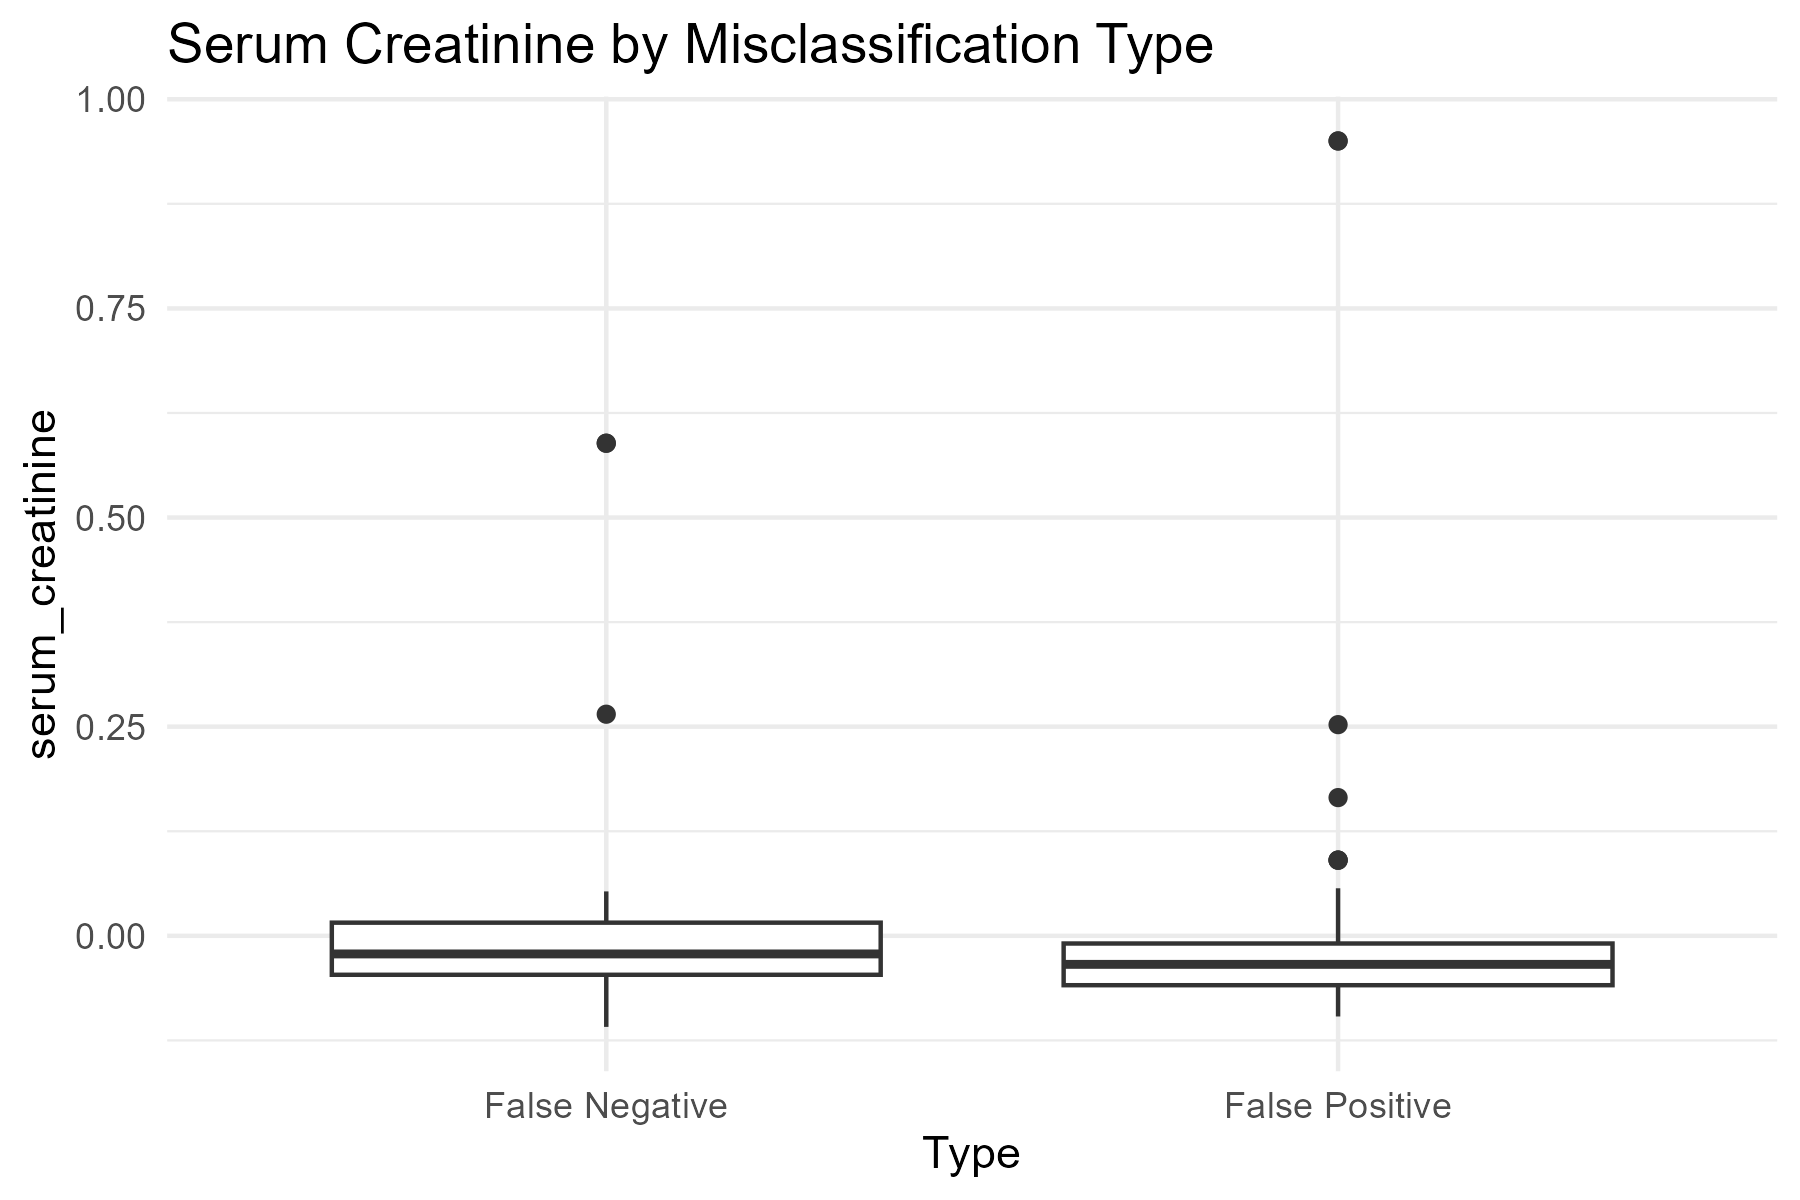 Serum Creatinine by Misclassification Type
1.00
0.75
0.50
0.25
0.00
serum_creatinine
False Negative
False Positive
Type